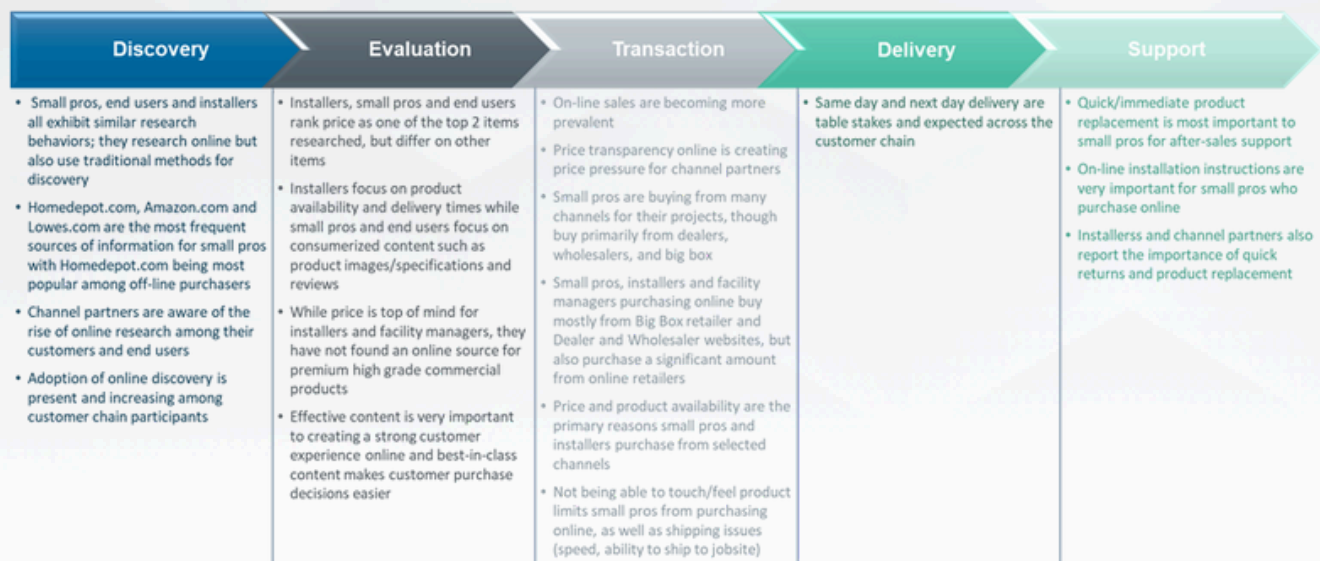 Discovery
Evaluation
Transaction
Delivery
Support
• Small pros, end users and installers
all exhibit similar research
behaviors; they research online but
also use traditional methods for
discovery
• Homedepot.com, Amazon.com and
Lowes.com are the most frequent
sources of information for small pros
with Homedepot.com being most
popular among off-line purchasers
• Channel partners are aware of the
rise of online research among their
customers and end users
• Adoption of online discovery is
present and increasing among
customer chain participants
• Installers, small pros and end users
rank price as one of the top 2 items
researched, but differ on other
items
• Installers focus on product
availability and delivery times while
small pros and end users focus on
consumerized content such as
product images/specifications and
reviews
• While price is top of mind for
installers and facility managers, they
have not found an online source for
premium high grade commercial
products
• Effective content is very important
to creating a strong customer
experience online and best-in-class
content makes customer purchase
decisions easier
• On-line sales are becoming more
prevalent
• Price transparency online is creating
price pressure for channel partners
• Small pros are buying from many
channels for their projects, though
buy primarily from dealers,
wholesalers, and big box
• Small pros, installers and facility
managers purchasing online buy
mostly from Big Box retailer and
Dealer and Wholesaler websites, but
also purchase a significant amount
from online retailers
• Price and product availability are the
primary reasons small pros and
installers purchase from selected
channels
• Not being able to touch/feel product
limits small pros from purchasing
online, as well as shipping issues
(speed, ability to ship to jobsite)
• Same day and next day delivery are
table stakes and expected across the
customer chain
• Quick/immediate product
replacement is most important to
small pros for after-sales support
• On-line installation instructions are
very important for small pros who
purchase online
• Installerss and channel partners also
report the importance of quick
returns and product replacement